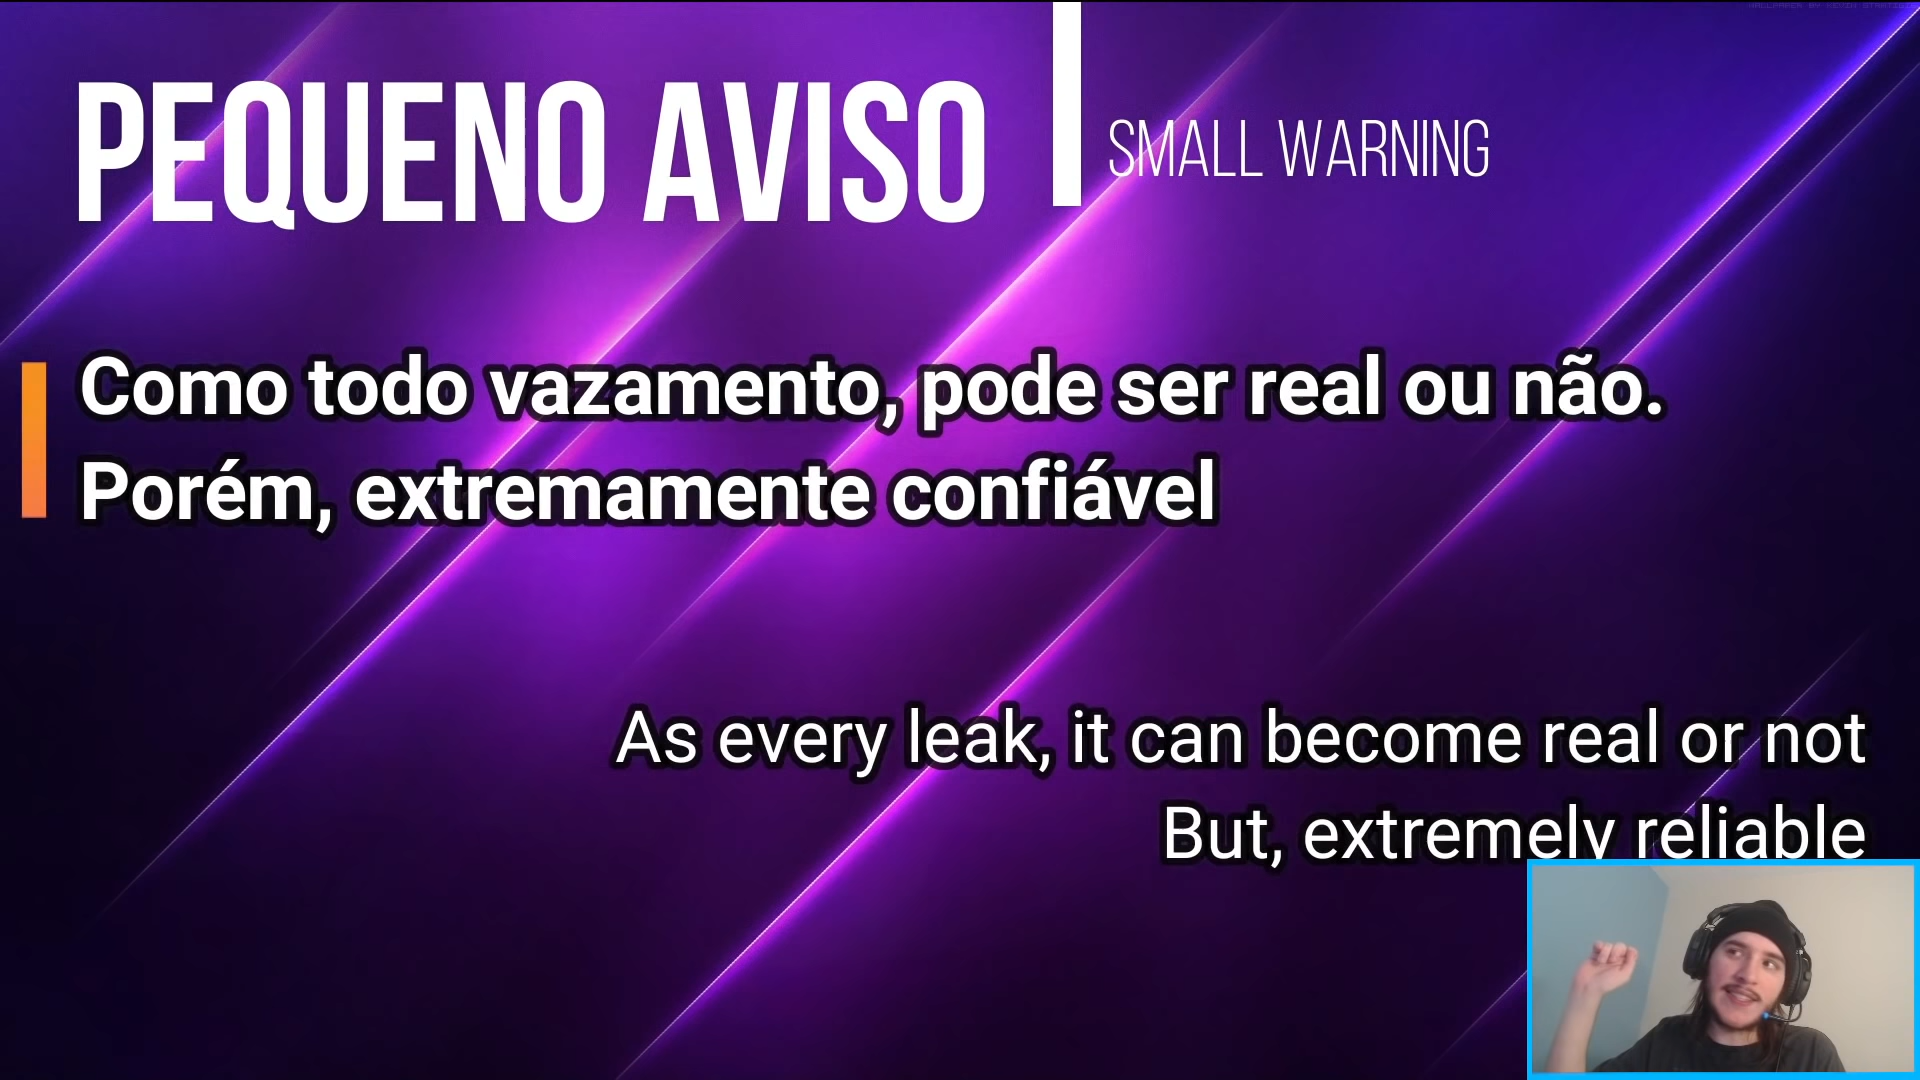 PEQUENO AVISO
SMALL WARNING
Como todo vazamento, pode ser real ou não.
Porém, extremamente confiável
As every leak, it can become real or not
But, extremely reliable